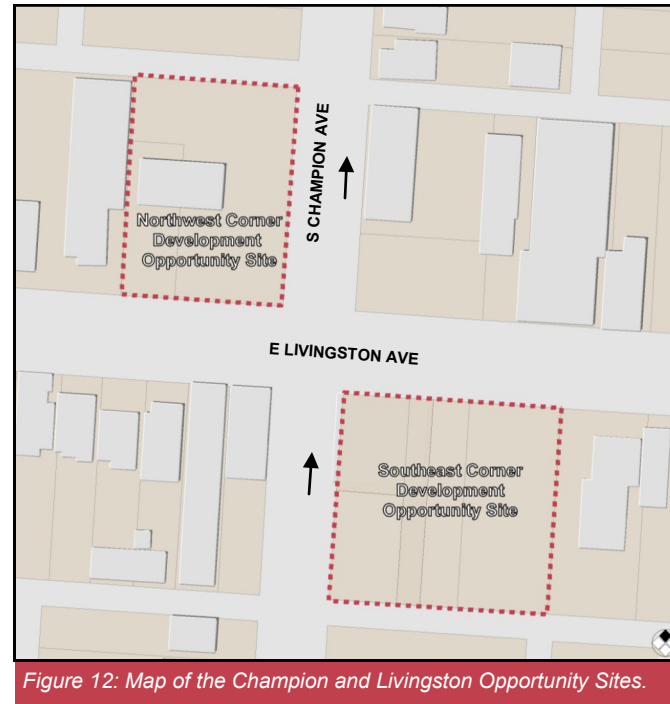 S CHAMPION AVE
Northwest Corner
Development
Opportunity Site
E LIVINGSTON AVE
Southeast Corner
Development
Opportunity Site
Figure 12: Map of the Champion and Livingston Opportunity Sites.